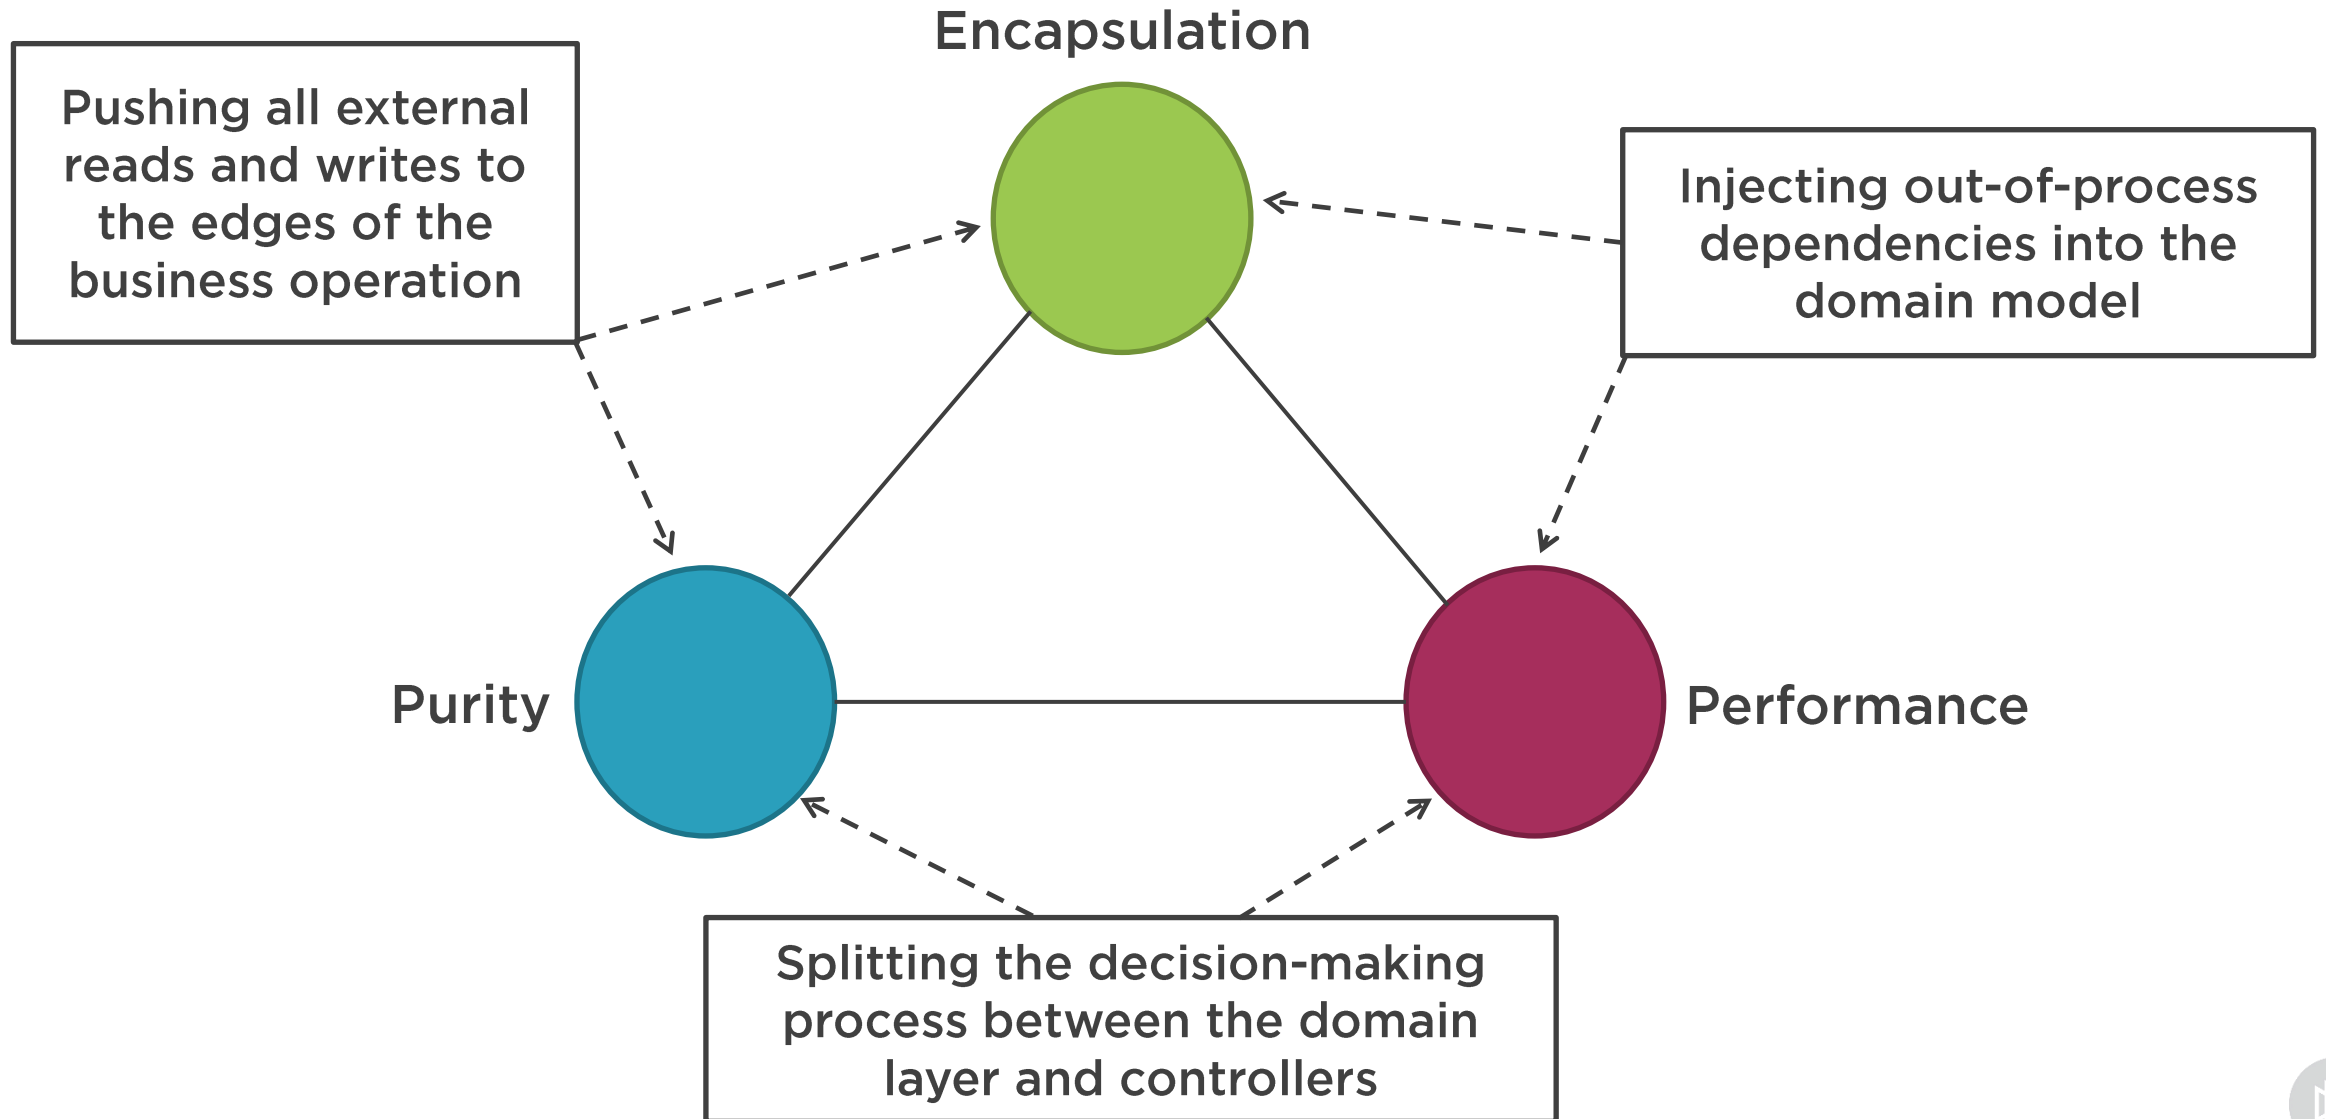 Encapsulation
Pushing all external
reads and writes to
the edges of the
business operation
Injecting out-of-process
dependencies into the
domain model
Purity
Performance
Splitting the decision-making
process between the domain
layer and controllers